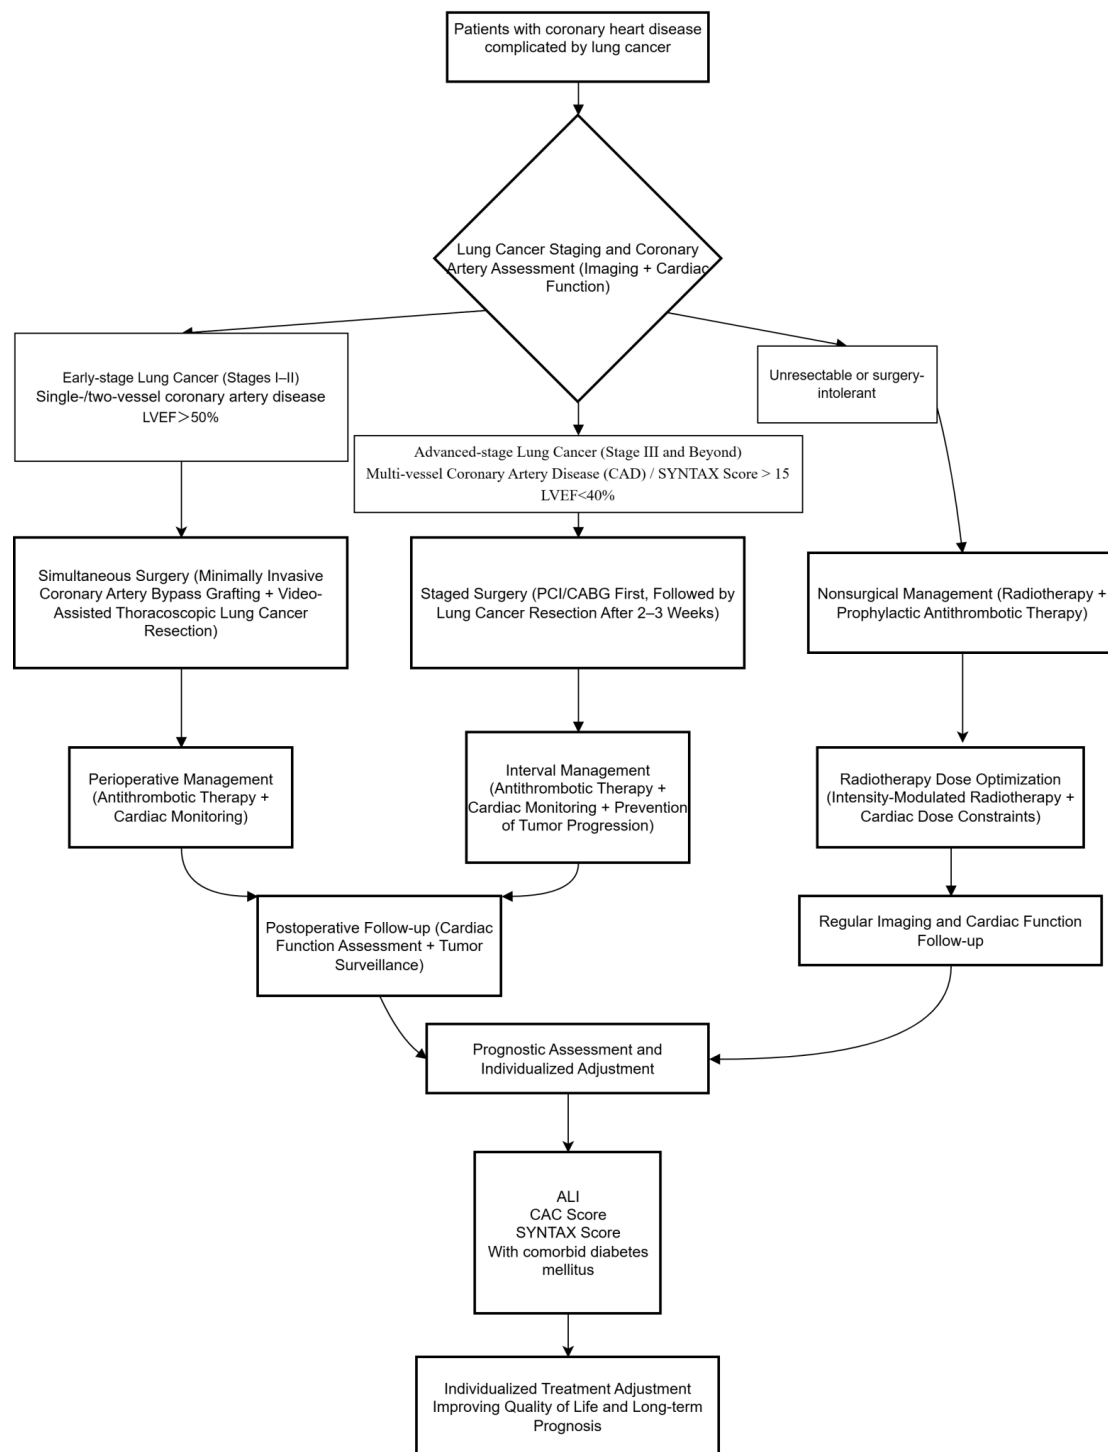 Patients with coronary heart disease
complicated by lung cancer
Lung Cancer Staging and Coronary
Artery Assessment (Imaging + Cardiac
Function)
Early-stage Lung Cancer (Stages I–II)
Single-/two-vessel coronary artery disease
LVEF＞50%
Advanced-stage Lung Cancer (Stage III and Beyond)
Multi-vessel Coronary Artery Disease (CAD) / SYNTAX Score > 15
LVEF<40%
Unresectable or surgery-
intolerant
Simultaneous Surgery (Minimally Invasive
Coronary Artery Bypass Grafting + Video-
Assisted Thoracoscopic Lung Cancer
Resection)
Staged Surgery (PCI/CABG First, Followed by
Lung Cancer Resection After 2–3 Weeks)
Nonsurgical Management (Radiotherapy +
Prophylactic Antithrombotic Therapy)
Perioperative Management
(Antithrombotic Therapy +
Cardiac Monitoring)
Interval Management
(Antithrombotic Therapy +
Cardiac Monitoring + Prevention
of Tumor Progression)
Radiotherapy Dose Optimization
(Intensity-Modulated Radiotherapy +
Cardiac Dose Constraints)
Postoperative Follow-up (Cardiac
Function Assessment + Tumor
Surveillance)
Regular Imaging and Cardiac Function
Follow-up
Prognostic Assessment and
Individualized Adjustment
ALI
CAC Score
SYNTAX Score
With comorbid diabetes
mellitus
Individualized Treatment Adjustment
Improving Quality of Life and Long-term
Prognosis